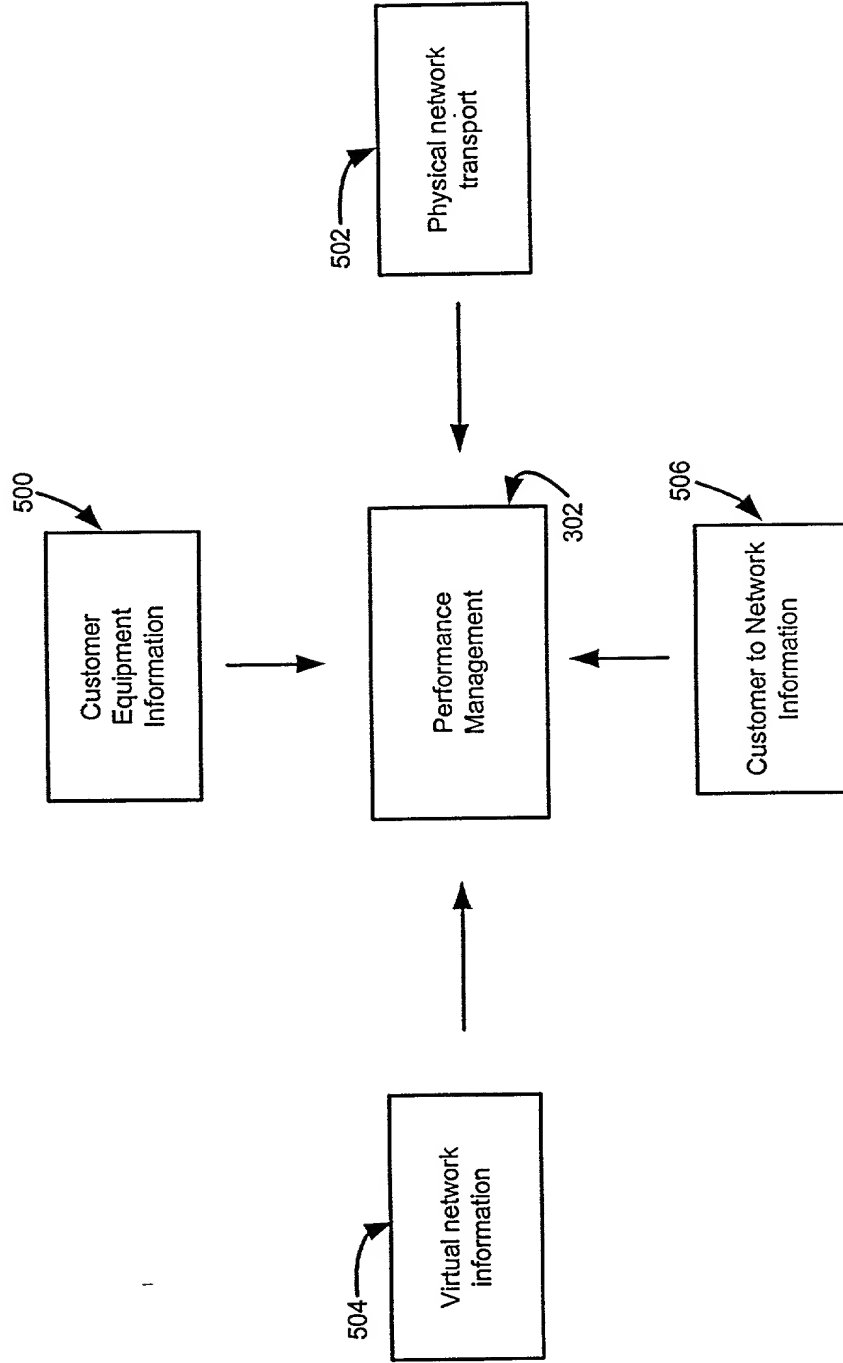 500
Customer
Equipment
Information
504
Virtual network
information
Performance
Management
302
502
Physical network
transport
506
Customer to Network
Information